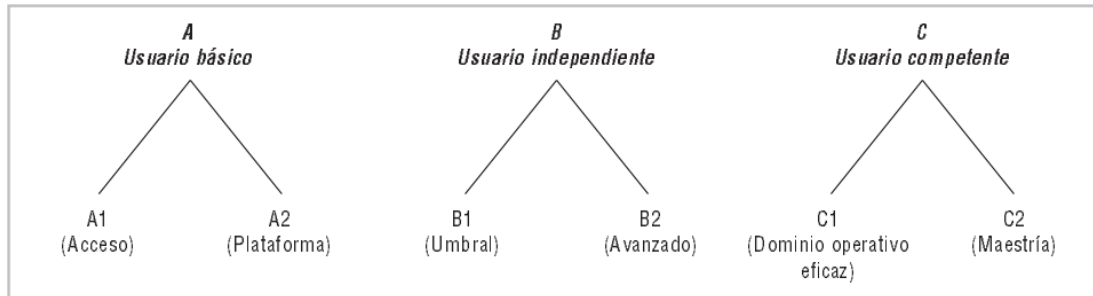 A
Usuario básico
B
Usuario independiente
C
Usuario competente
A1
(Acceso)
A2
(Plataforma)
B1
(Umbral)
B2
(Avanzado)
C1
(Dominio operativo
eficaz)
C2
(Maestría)